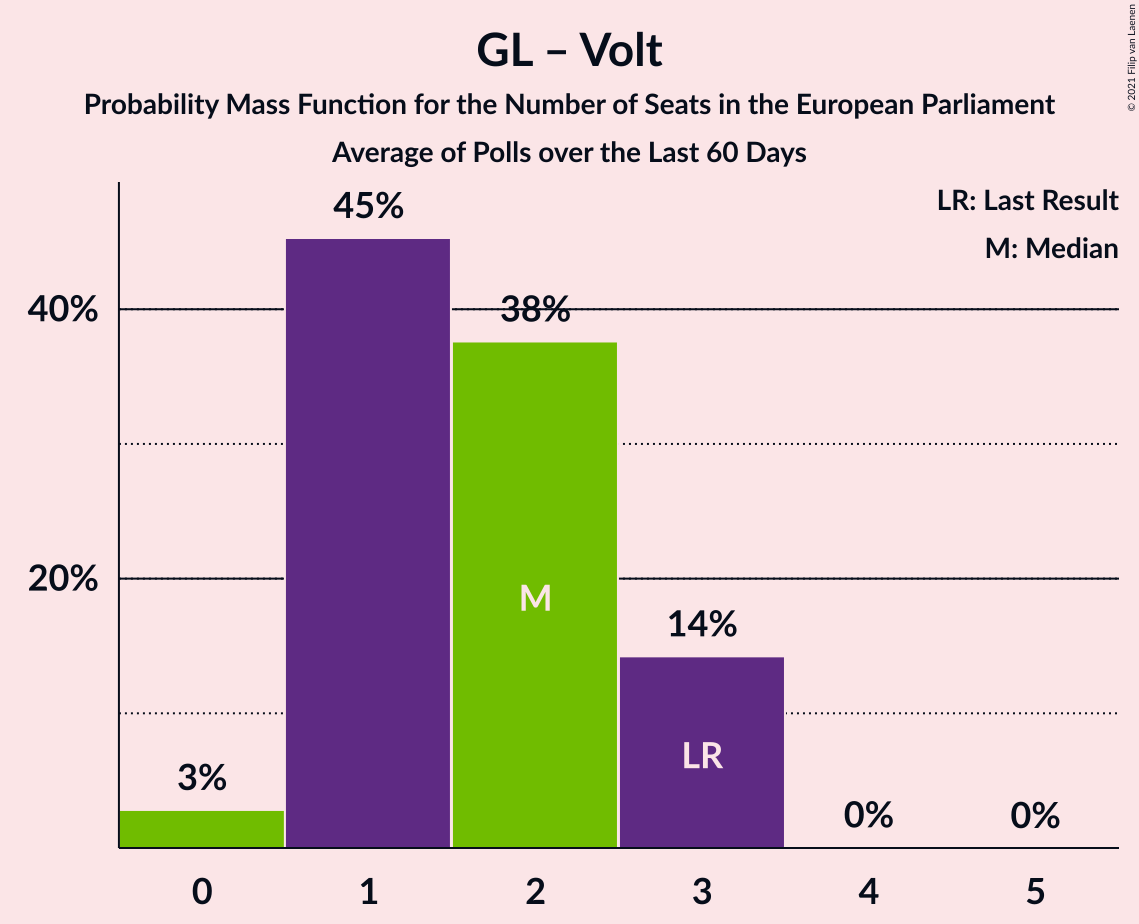 GL – Volt
Probability Mass Function for the Number of Seats in the European Parliament
Average of Polls over the Last 60 Days
© 2021 Filip van Laenen
LR: Last Result
M: Median
45%
38%
14%
3%
0%
0%
40%
20%
M
LR
0 1 2 3 4 5